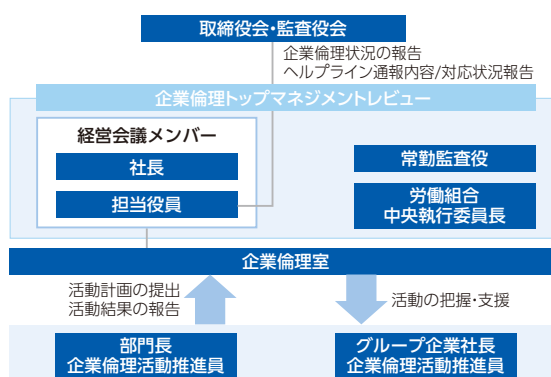 取締役会・監査役会
企業倫理状況の報告
ヘルプライン通報内容/対応状況報告
企業倫理トップマネジメントレビュー
経営会議メンバー
社長
担当役員
常勤監査役
労働組合
中央執行委員長
企業倫理室
活動計画の提出
活動結果の報告
活動の把握・支援
部門長
企業倫理活動推進員
グループ企業社長
企業倫理活動推進員